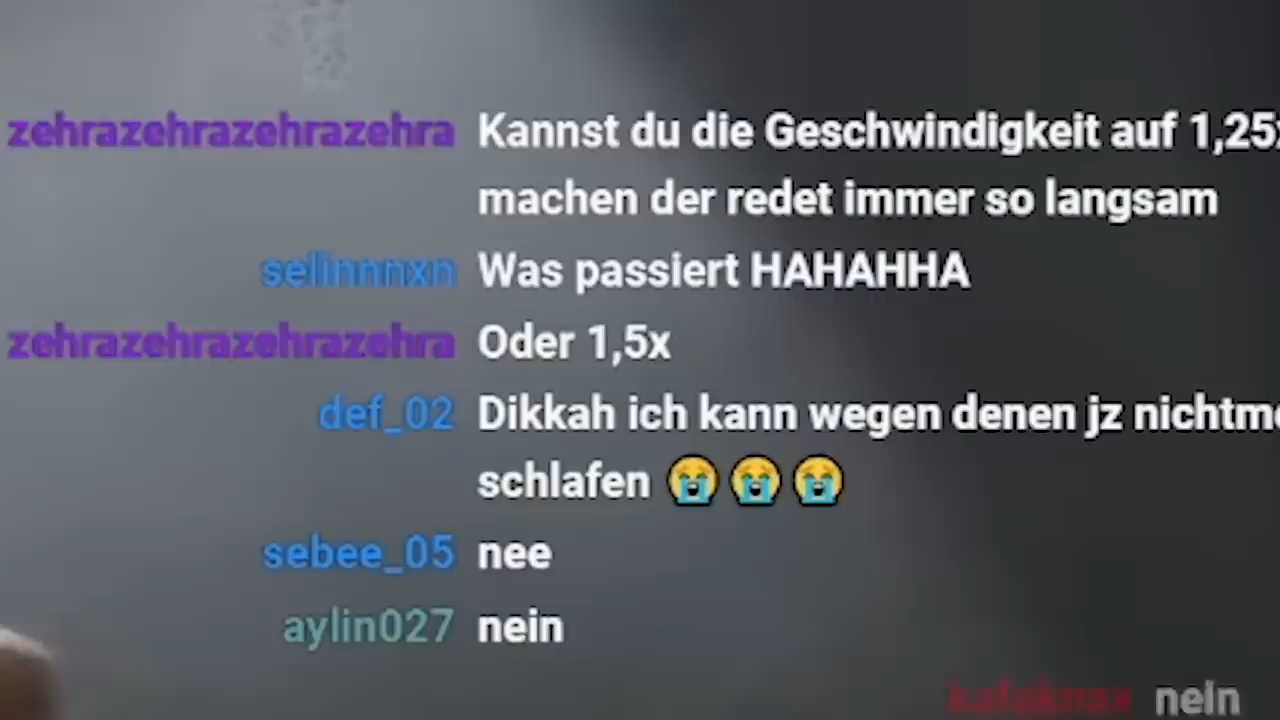 zehrazehrazehrazehra Kannst du die Geschwindigkeit auf 1,25x
machen der redet immer so langsam
selinnnxn Was passiert HAHAHHA
zehrazehrazehrazehra Oder 1,5x
def_02 Dikkah ich kann wegen denen jz
schlafen 😭😭😭
sebee_05 nee
aylin027 nein
nein